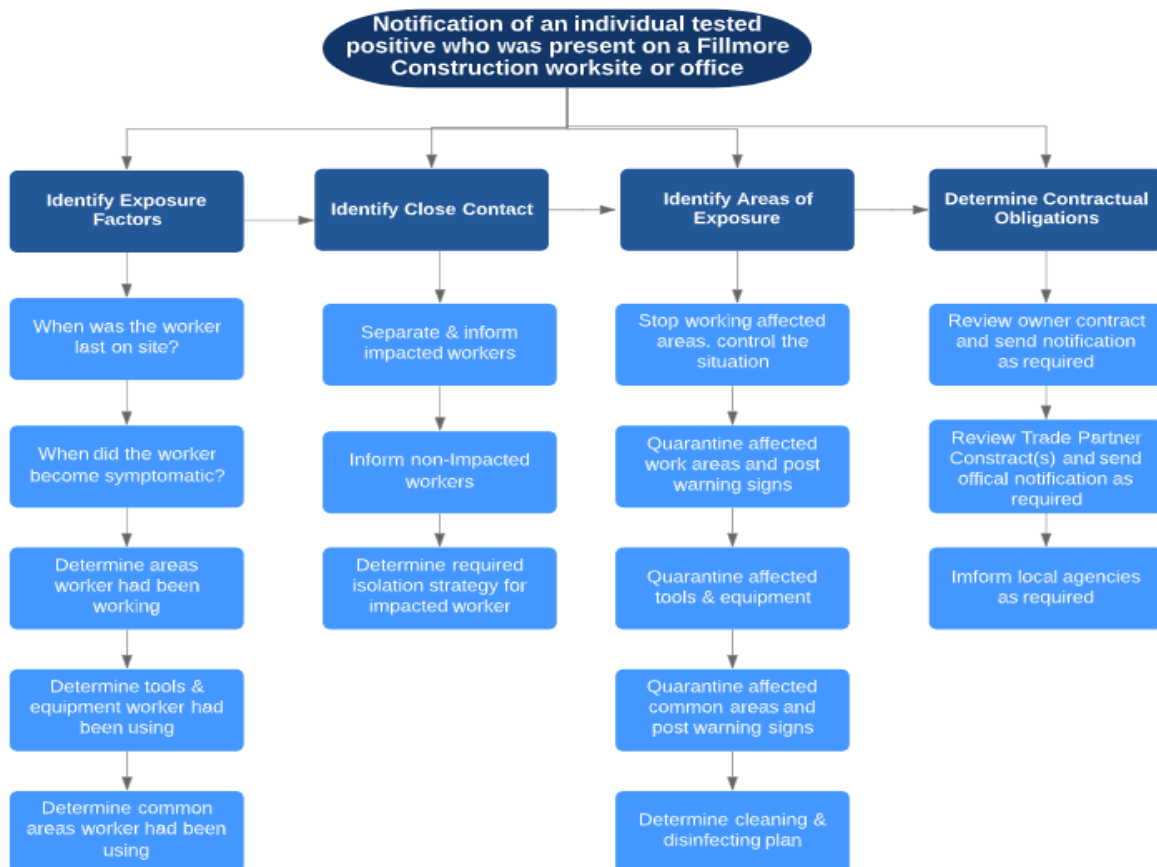 Notification of an individual tested
positive who was present on a Fillmore
Construction worksite or office
Identify Exposure
Factors
When was the worker
last on site?
When did the worker
become symptomatic?
Determine areas
worker had been
working
Determine tools &
equipment worker had
been using
Determine common
areas worker had been
using
Identify Close Contact
Separate & inform
impacted workers
Inform non-Impacted
workers
Determine required
isolation strategy for
impacted worker
Identify Areas of
Exposure
Stop working affected
areas. control the
situation
Quarantine affected
work areas and post
warning signs
Quarantine affected
tools & equipment
Quarantine affected
common areas and
post warning signs
Determine cleaning &
disinfecting plan
Determine Contractual
Obligations
Review owner contract
and send notification
as required
Review Trade Partner
Constract(s) and send
offical notification as
required
Imform local agencies
as required